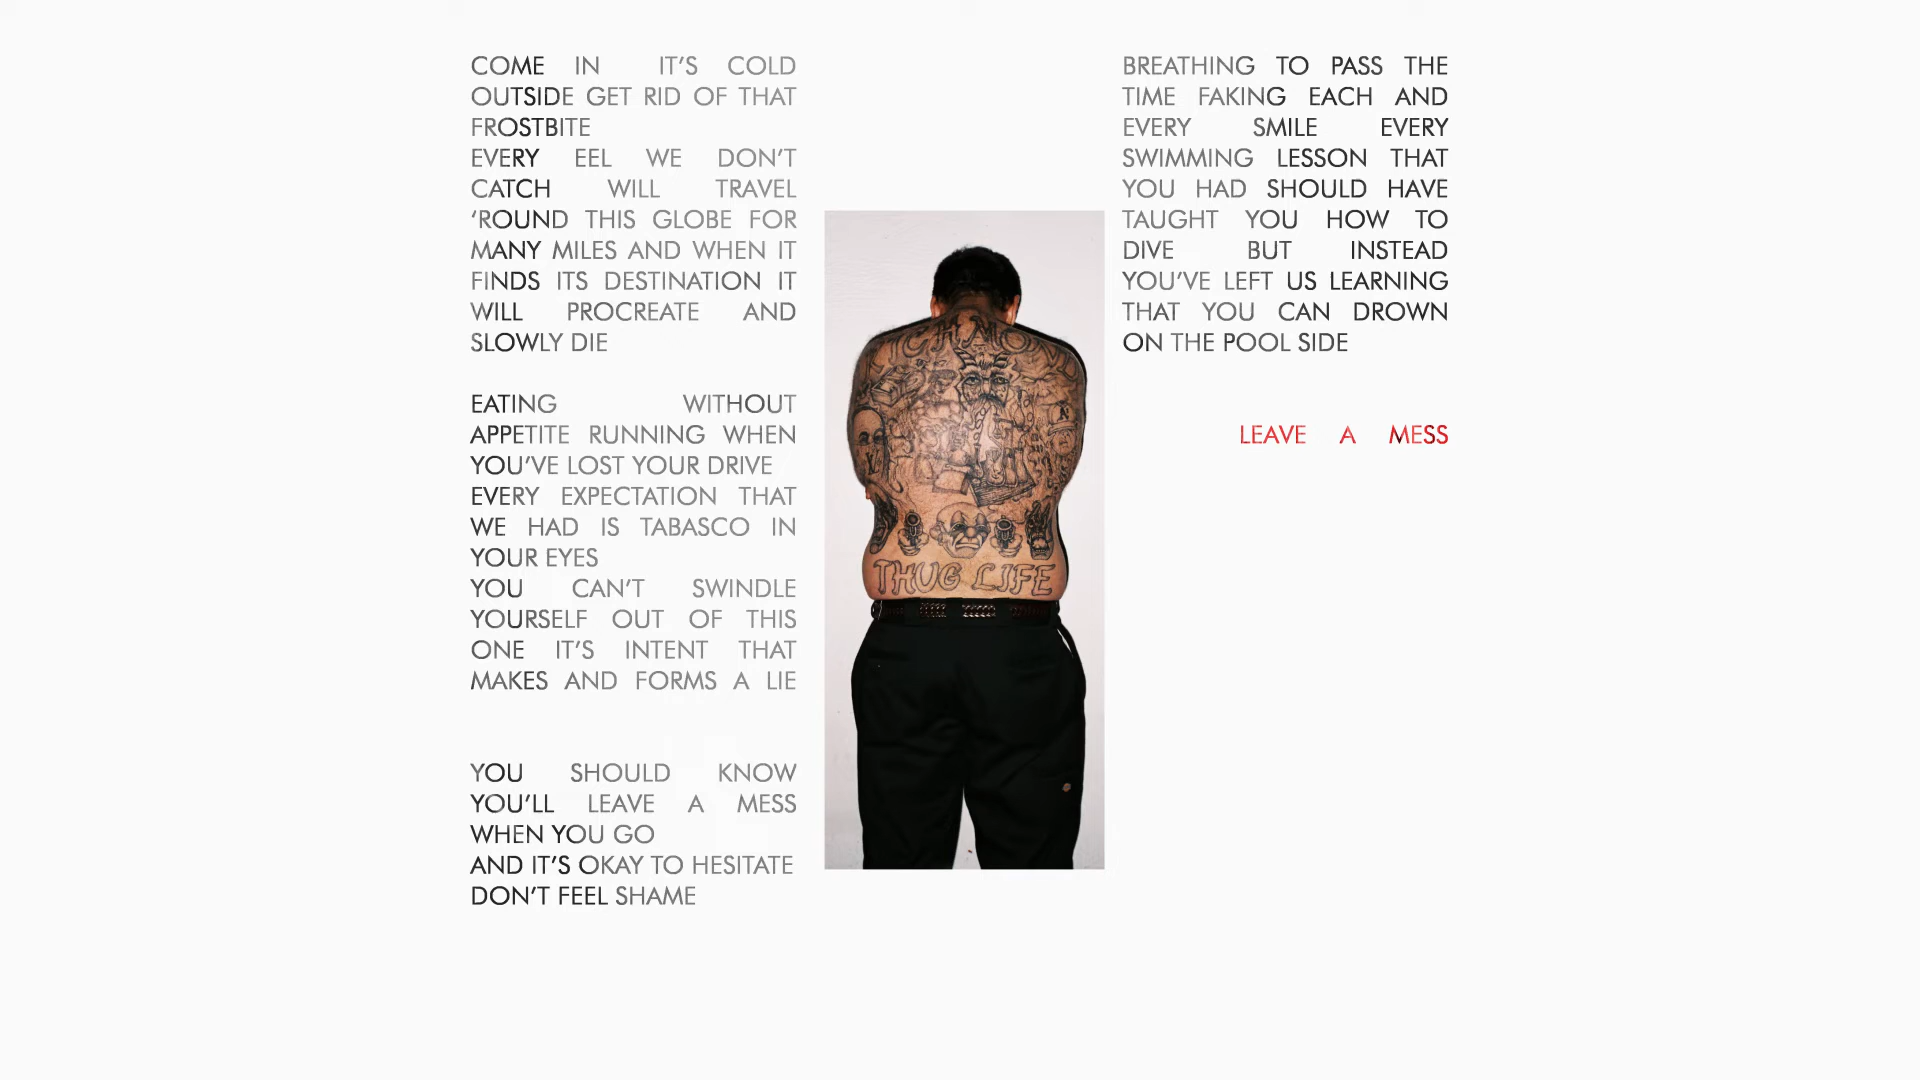 COME IN IT'S COLD
OUTSIDE GET RID OF THAT
FROSTBITE
EVERY EEL WE DON'T
CATCH WILL TRAVEL
‘ROUND THIS GLOBE FOR
MANY MILES AND WHEN IT
FINDS ITS DESTINATION IT
WILL PROCREATE AND
SLOWLY DIE
EATING WITHOUT
APPETITE RUNNING WHEN
YOU'VE LOST YOUR DRIVE
EVERY EXPECTATION THAT
WE HAD IS TABASCO IN
YOUR EYES
YOU CAN'T SWINDLE
YOURSELF OUT OF THIS
ONE IT'S INTENT THAT
MAKES AND FORMS A LIE
YOU SHOULD KNOW
YOU'LL LEAVE A MESS
WHEN YOU GO
AND IT'S OKAY TO HESITATE
DON'T FEEL SHAME
RICHMOND
THUG LIFE
BREATHING TO PASS THE
TIME FAKING EACH AND
EVERY SMILE EVERY
SWIMMING LESSON THAT
YOU HAD SHOULD HAVE
TAUGHT YOU HOW TO
DIVE BUT INSTEAD
YOU'VE LEFT US LEARNING
THAT YOU CAN DROWN
ON THE POOL SIDE
LEAVE A MESS